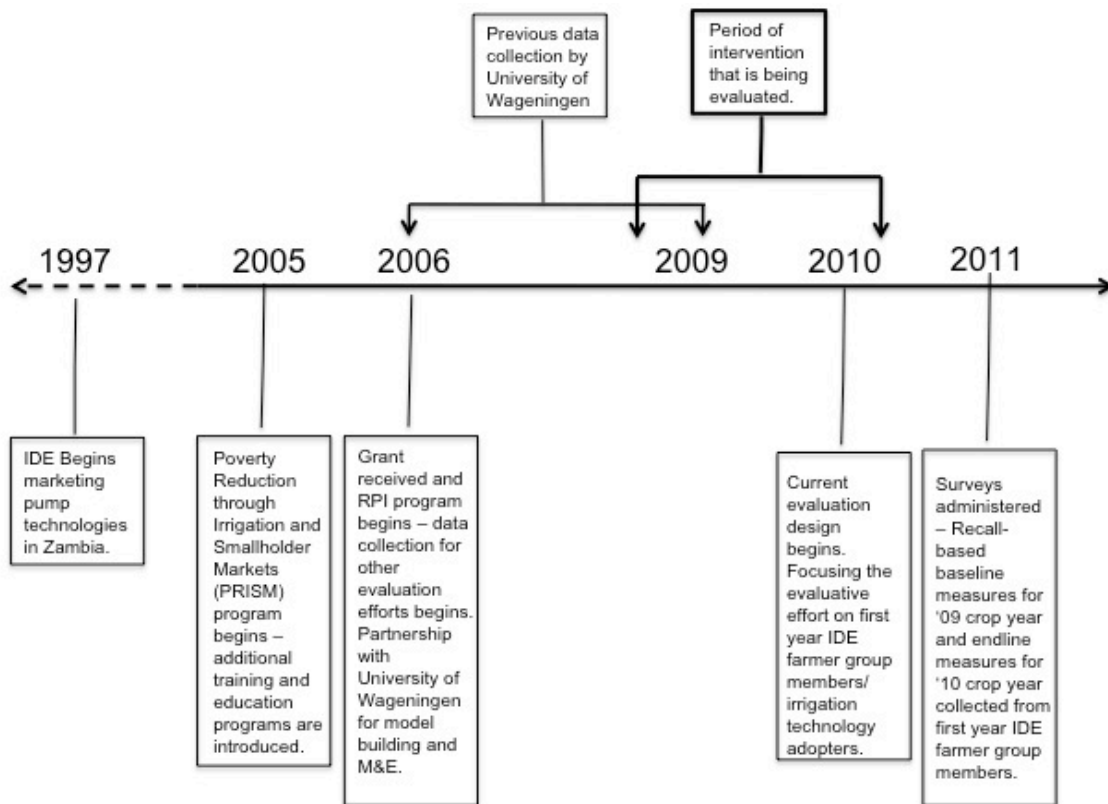 Previous data
collection by
University of
Wageningen
Period of
intervention
that is being
evaluated.
1997
2005
2006
2009
2010
2011
IDE Begins
marketing
pump
technologies
in Zambia.
Poverty
Reduction
through
Irrigation and
Smallholder
Markets
(PRISM)
program
begins –
additional
training and
education
programs are
introduced.
Grant
received and
RPI program
begins – data
collection for
other
evaluation
efforts begins.
Partnership
with
University of
Wageningen
for model
building and
M&E.
Current
evaluation
design
begins.
Focusing the
evaluative
effort on first
year IDE
farmer group
members/
irrigation
technology
adopters.
Surveys
administered
– Recall-
based
baseline
measures for
‘09 crop year
and endline
measures for
‘10 crop year
collected from
first year IDE
farmer group
members.